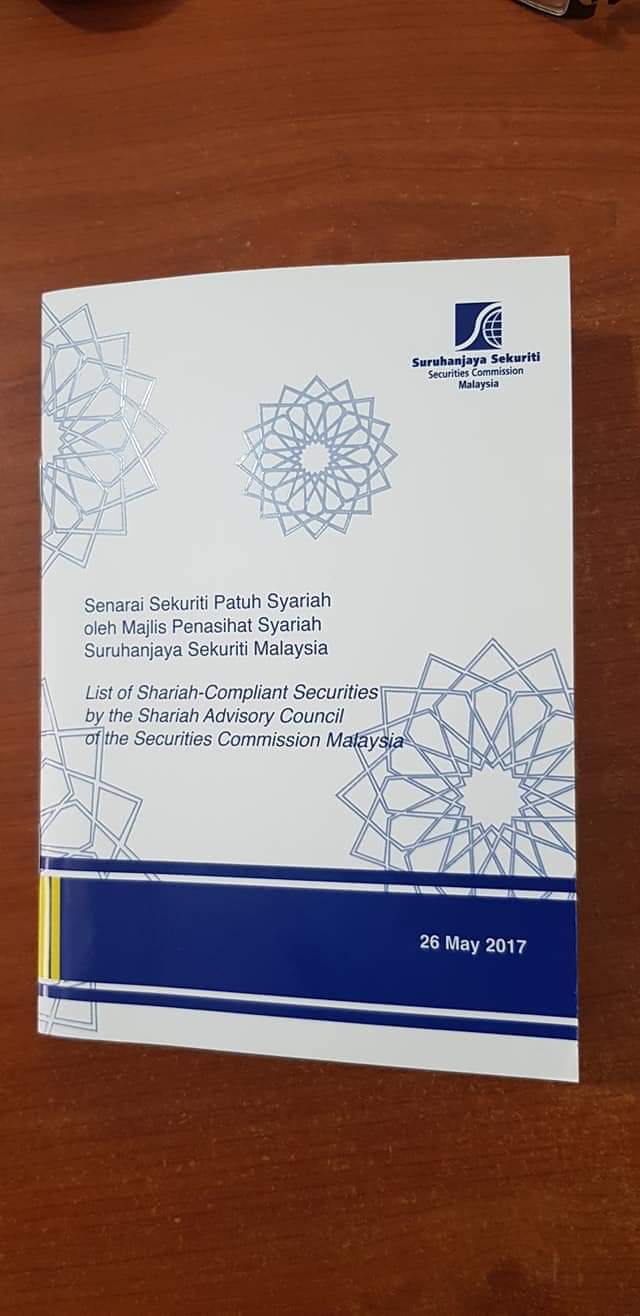 Suruhanjaya Sekuriti
Securities Commission
Malaysia
Senarai Sekuriti Patuh Syariah
oleh Majlis Penasihat Syariah
Suruhanjaya Sekuriti Malaysia
List of Shariah-Compliant Securities
by the Shariah Advisory Council
of the Securities Commission Malaysia
26 May 2017